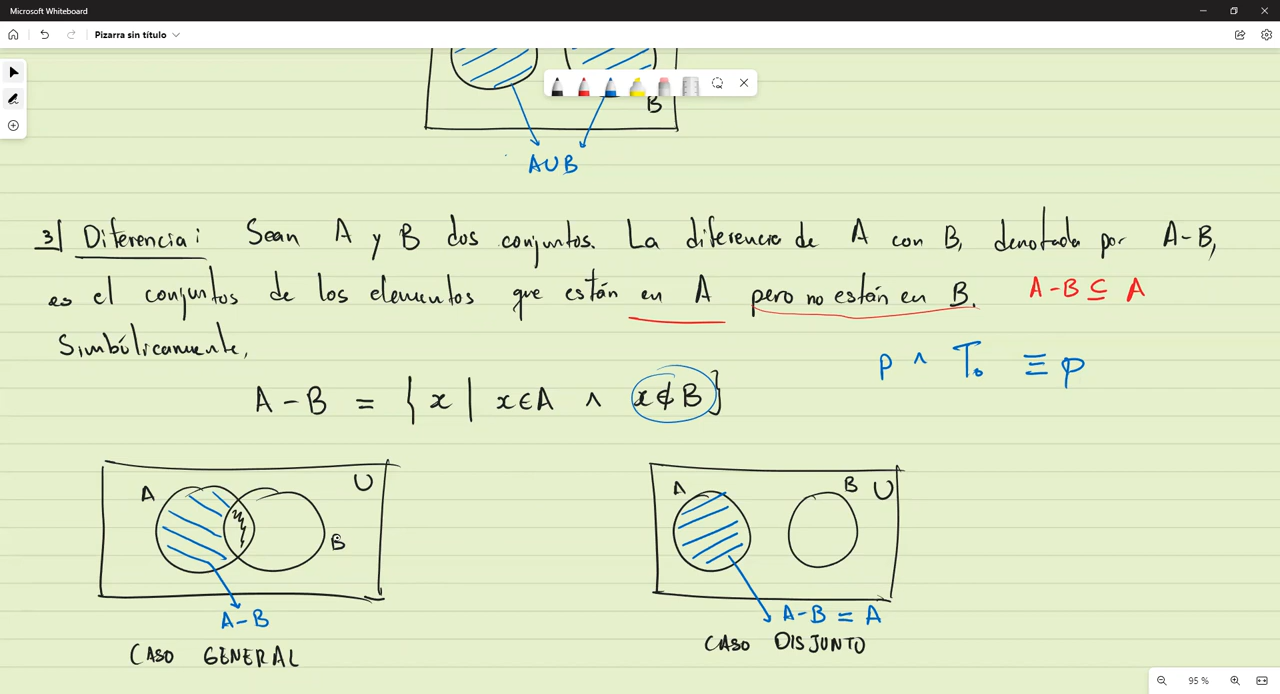 Microsoft Whiteboard
Pizarra sin título
B
A∪B
3| Diferencia: Sean A y B dos conjuntos. La diferencia de A con B, denotada por A-B,
es el conjuntos de los elementos que están en A pero no están en B. A-B ⊆ A
Simbólicamente,
p ∧ T₀ ≡ p
A-B = { x | x∈A ∧ x∉B }
A U B
A B U
A-B
A-B = A
CASO GENERAL
CASO DISJUNTO
95 %